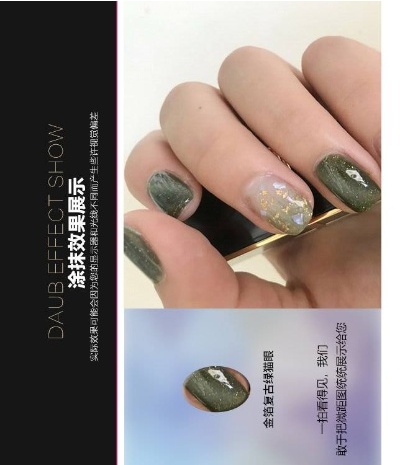 DAUB EFFECT SHOW
涂抹效果展示
实际效果可能会因为您的显示器和光线不同而产生些许视觉偏差
金箔复古绿猫眼
一拍看得见，我们
敢于把微距图统统展示给您